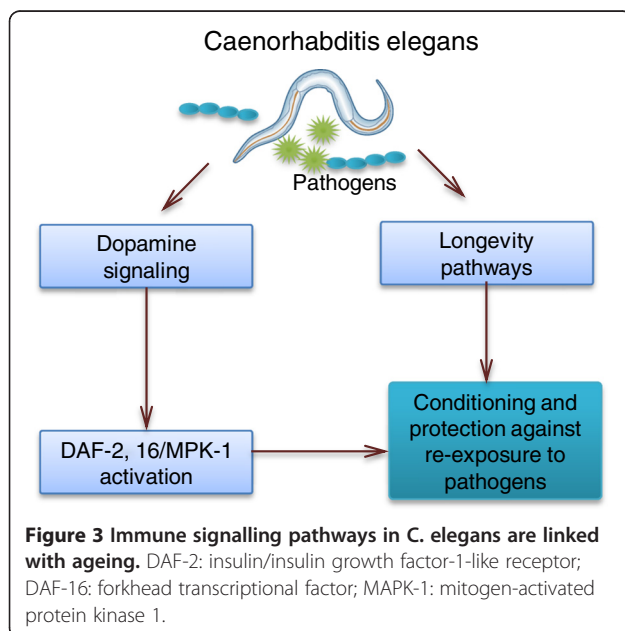 Caenorhabditis elegans
Pathogens
Dopamine
signaling
Longevity
pathways
DAF-2, 16/MPK-1
activation
Conditioning and
protection against
re-exposure to
pathogens
Figure 3 Immune signalling pathways in C. elegans are linked
with ageing. DAF-2: insulin/insulin growth factor-1-like receptor;
DAF-16: forkhead transcriptional factor; MAPK-1: mitogen-activated
protein kinase 1.